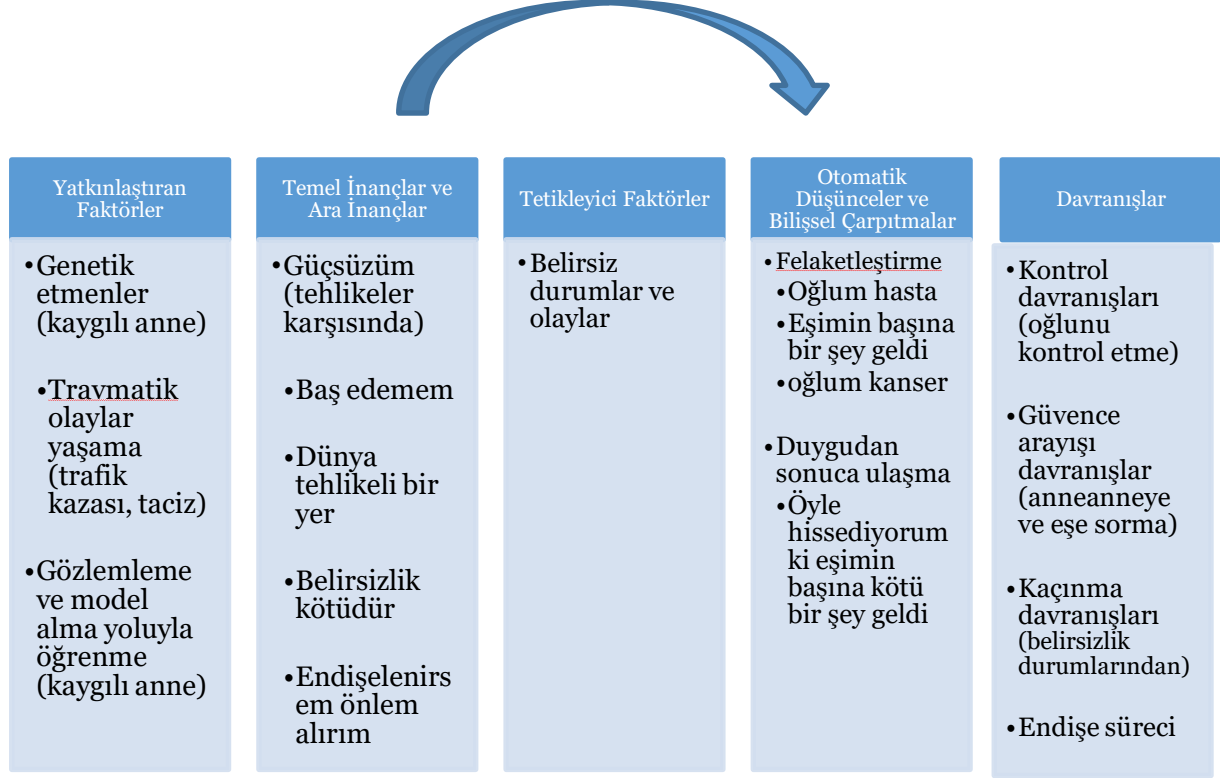 Yatkınlaştıran
Faktörler
•Genetik
etmenler
(kaygılı anne)
•Travmatik
olaylar
yaşama
(trafik
kazası, taciz)
•Gözlemleme
ve model
alma yoluyla
öğrenme
(kaygılı anne)
Temel İnançlar ve
Ara İnançlar
•Güçsüzüm
(tehlikeler
karşısında)
•Baş edemem
•Dünya
tehlikeli bir
yer
•Belirsizlik
kötüdür
•Endişelenirs
em önlem
alırım
Tetikleyici Faktörler
•Belirsiz
durumlar ve
olaylar
Otomatik
Düşünceler ve
Bilişsel Çarpıtmalar
•Felaketleştirme
•Oğlum hasta
•Eşimin başına
bir şey geldi
•oğlum kanser
•Duygudan
sonuca ulaşma
•Öyle
hissediyorum
ki eşimin
başına kötü
bir şey geldi
Davranışlar
•Kontrol
davranışları
(oğlunu
kontrol etme)
•Güvence
arayışı
davranışlar
(anneanneye
ve eşe sorma)
•Kaçınma
davranışları
(belirsizlik
durumlarından)
•Endişe süreci